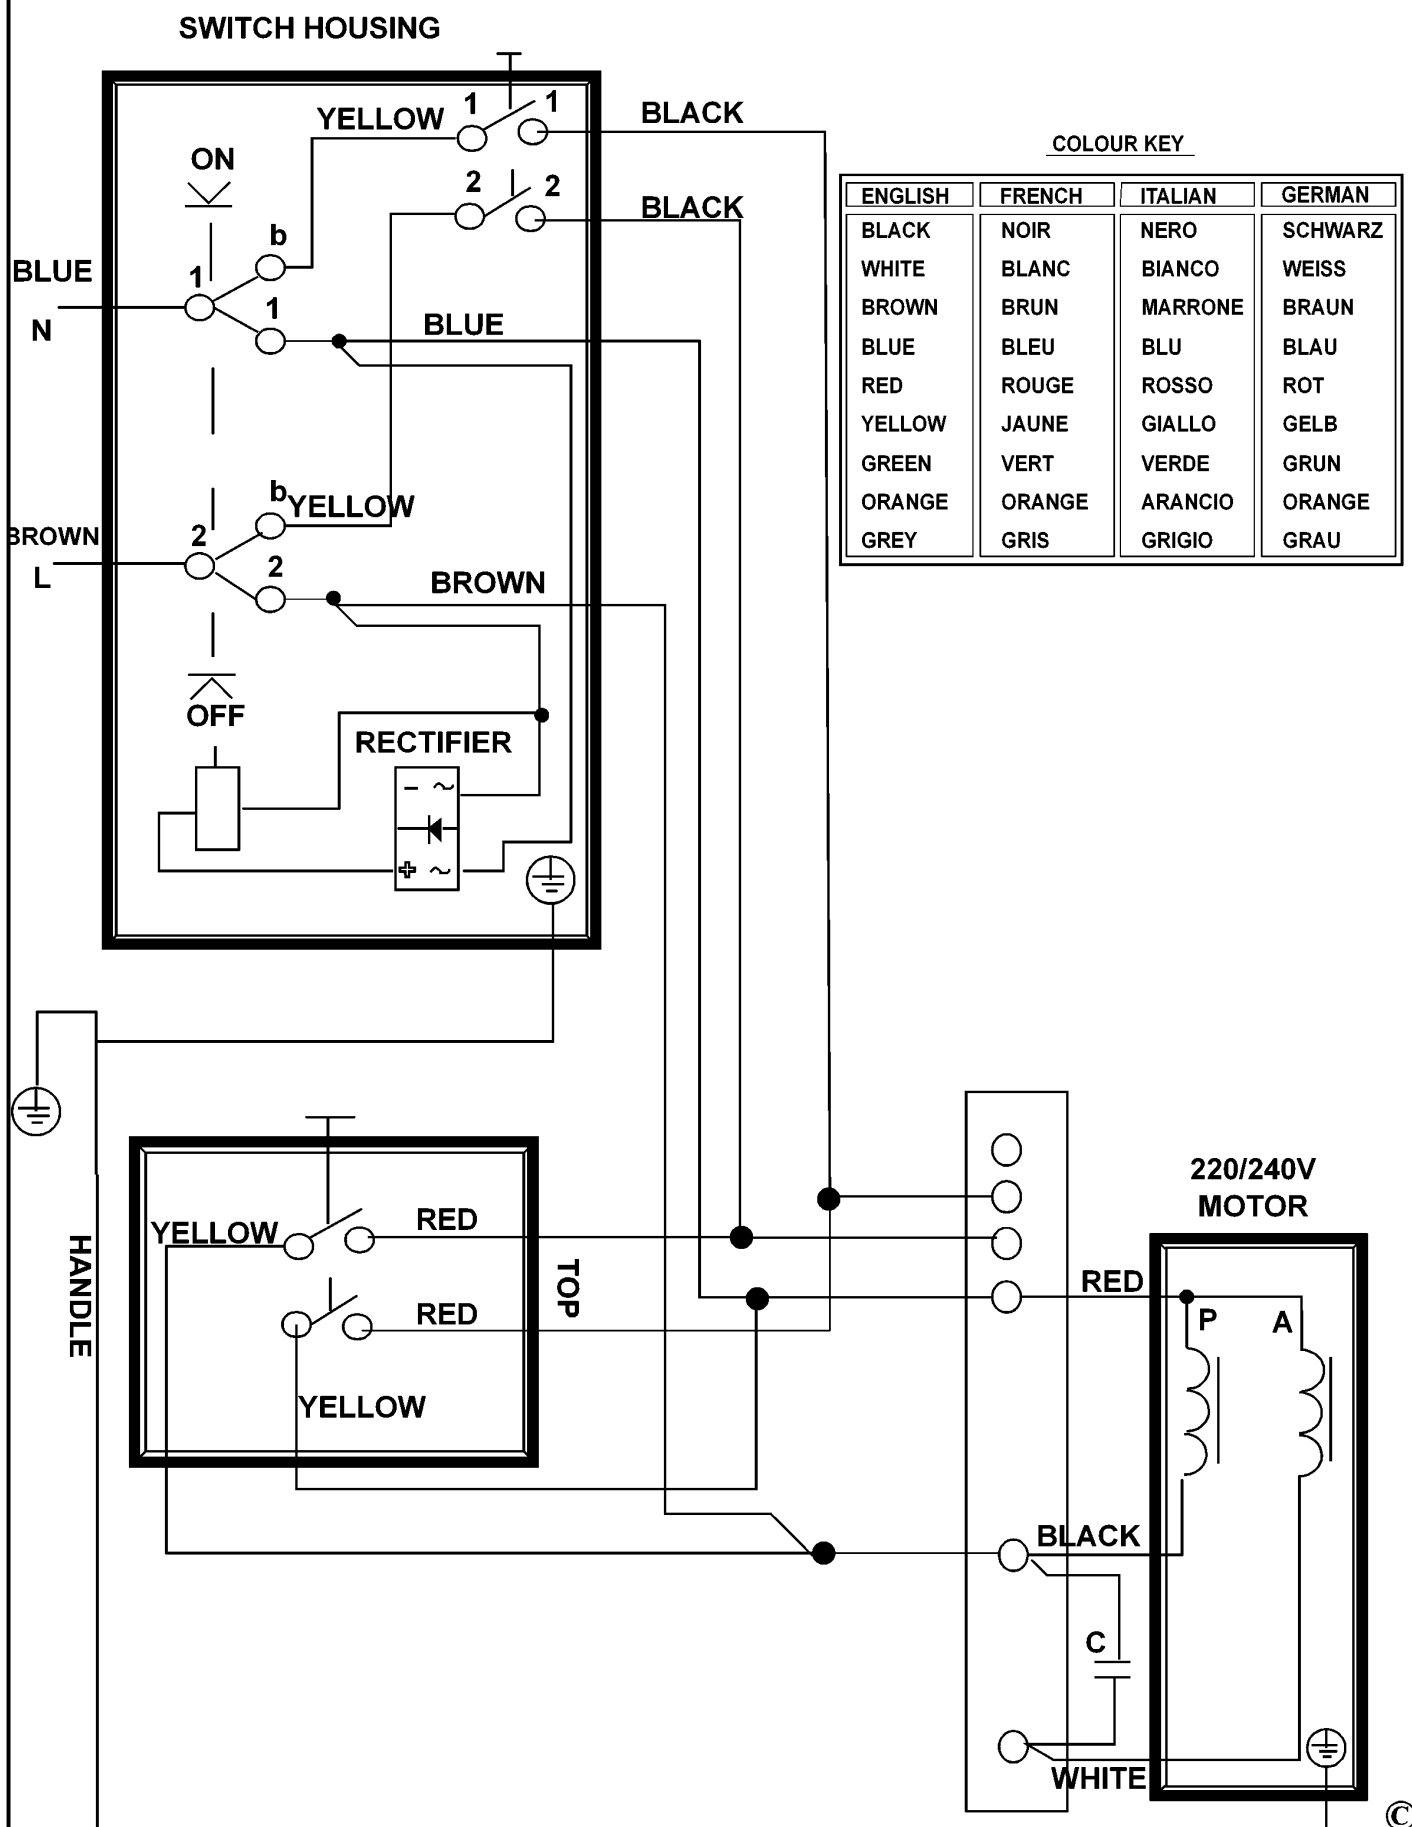 SWITCH HOUSING
YELLOW 1 1 BLACK
ON
2 2 BLACK
b
BLUE 1
1 BLUE
N
b YELLOW
BROWN 2
L 2 BROWN
OFF
RECTIFIER
- ~
+ ~
COLOUR KEY
ENGLISH FRENCH ITALIAN GERMAN
BLACK NOIR NERO SCHWARZ
WHITE BLANC BIANCO WEISS
BROWN BRUN MARRONE BRAUN
BLUE BLEU BLU BLAU
RED ROUGE ROSSO ROT
YELLOW JAUNE GIALLO GELB
GREEN VERT VERDE GRUN
ORANGE ORANGE ARANCIO ORANGE
GREY GRIS GRIGIO GRAU
HANDLE
YELLOW RED
RED
YELLOW
TOP
220/240V
MOTOR
RED
P A
BLACK
C
WHITE
©